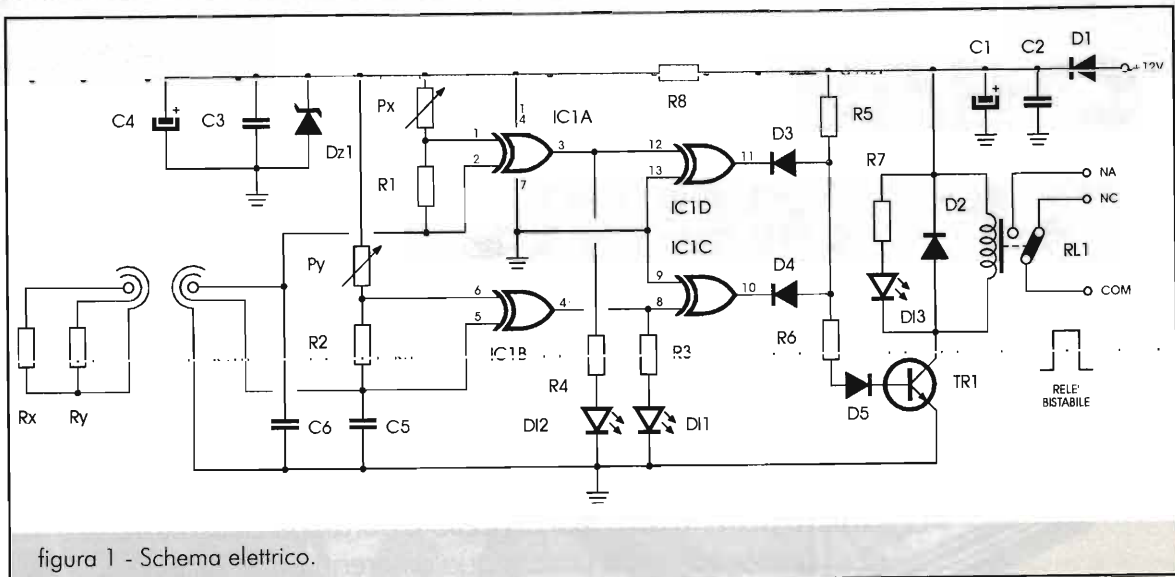 C1 C2 D1
+12V
C4 C3 Dz1 Px R8 R5
1
4
IC1A
1 2 3 7
R1
12 13 11 D3
IC1D
IC1C
R7
D2
NA
NC
RL1
COM
Py
6 5 4
IC1B
9 8 10 D4
R2
R4 R3
R6
DI3
Rx Ry
C6 C5
DI2 DI1
D5 TR1
RELE'
BISTABILE
figura 1 - Schema elettrico.